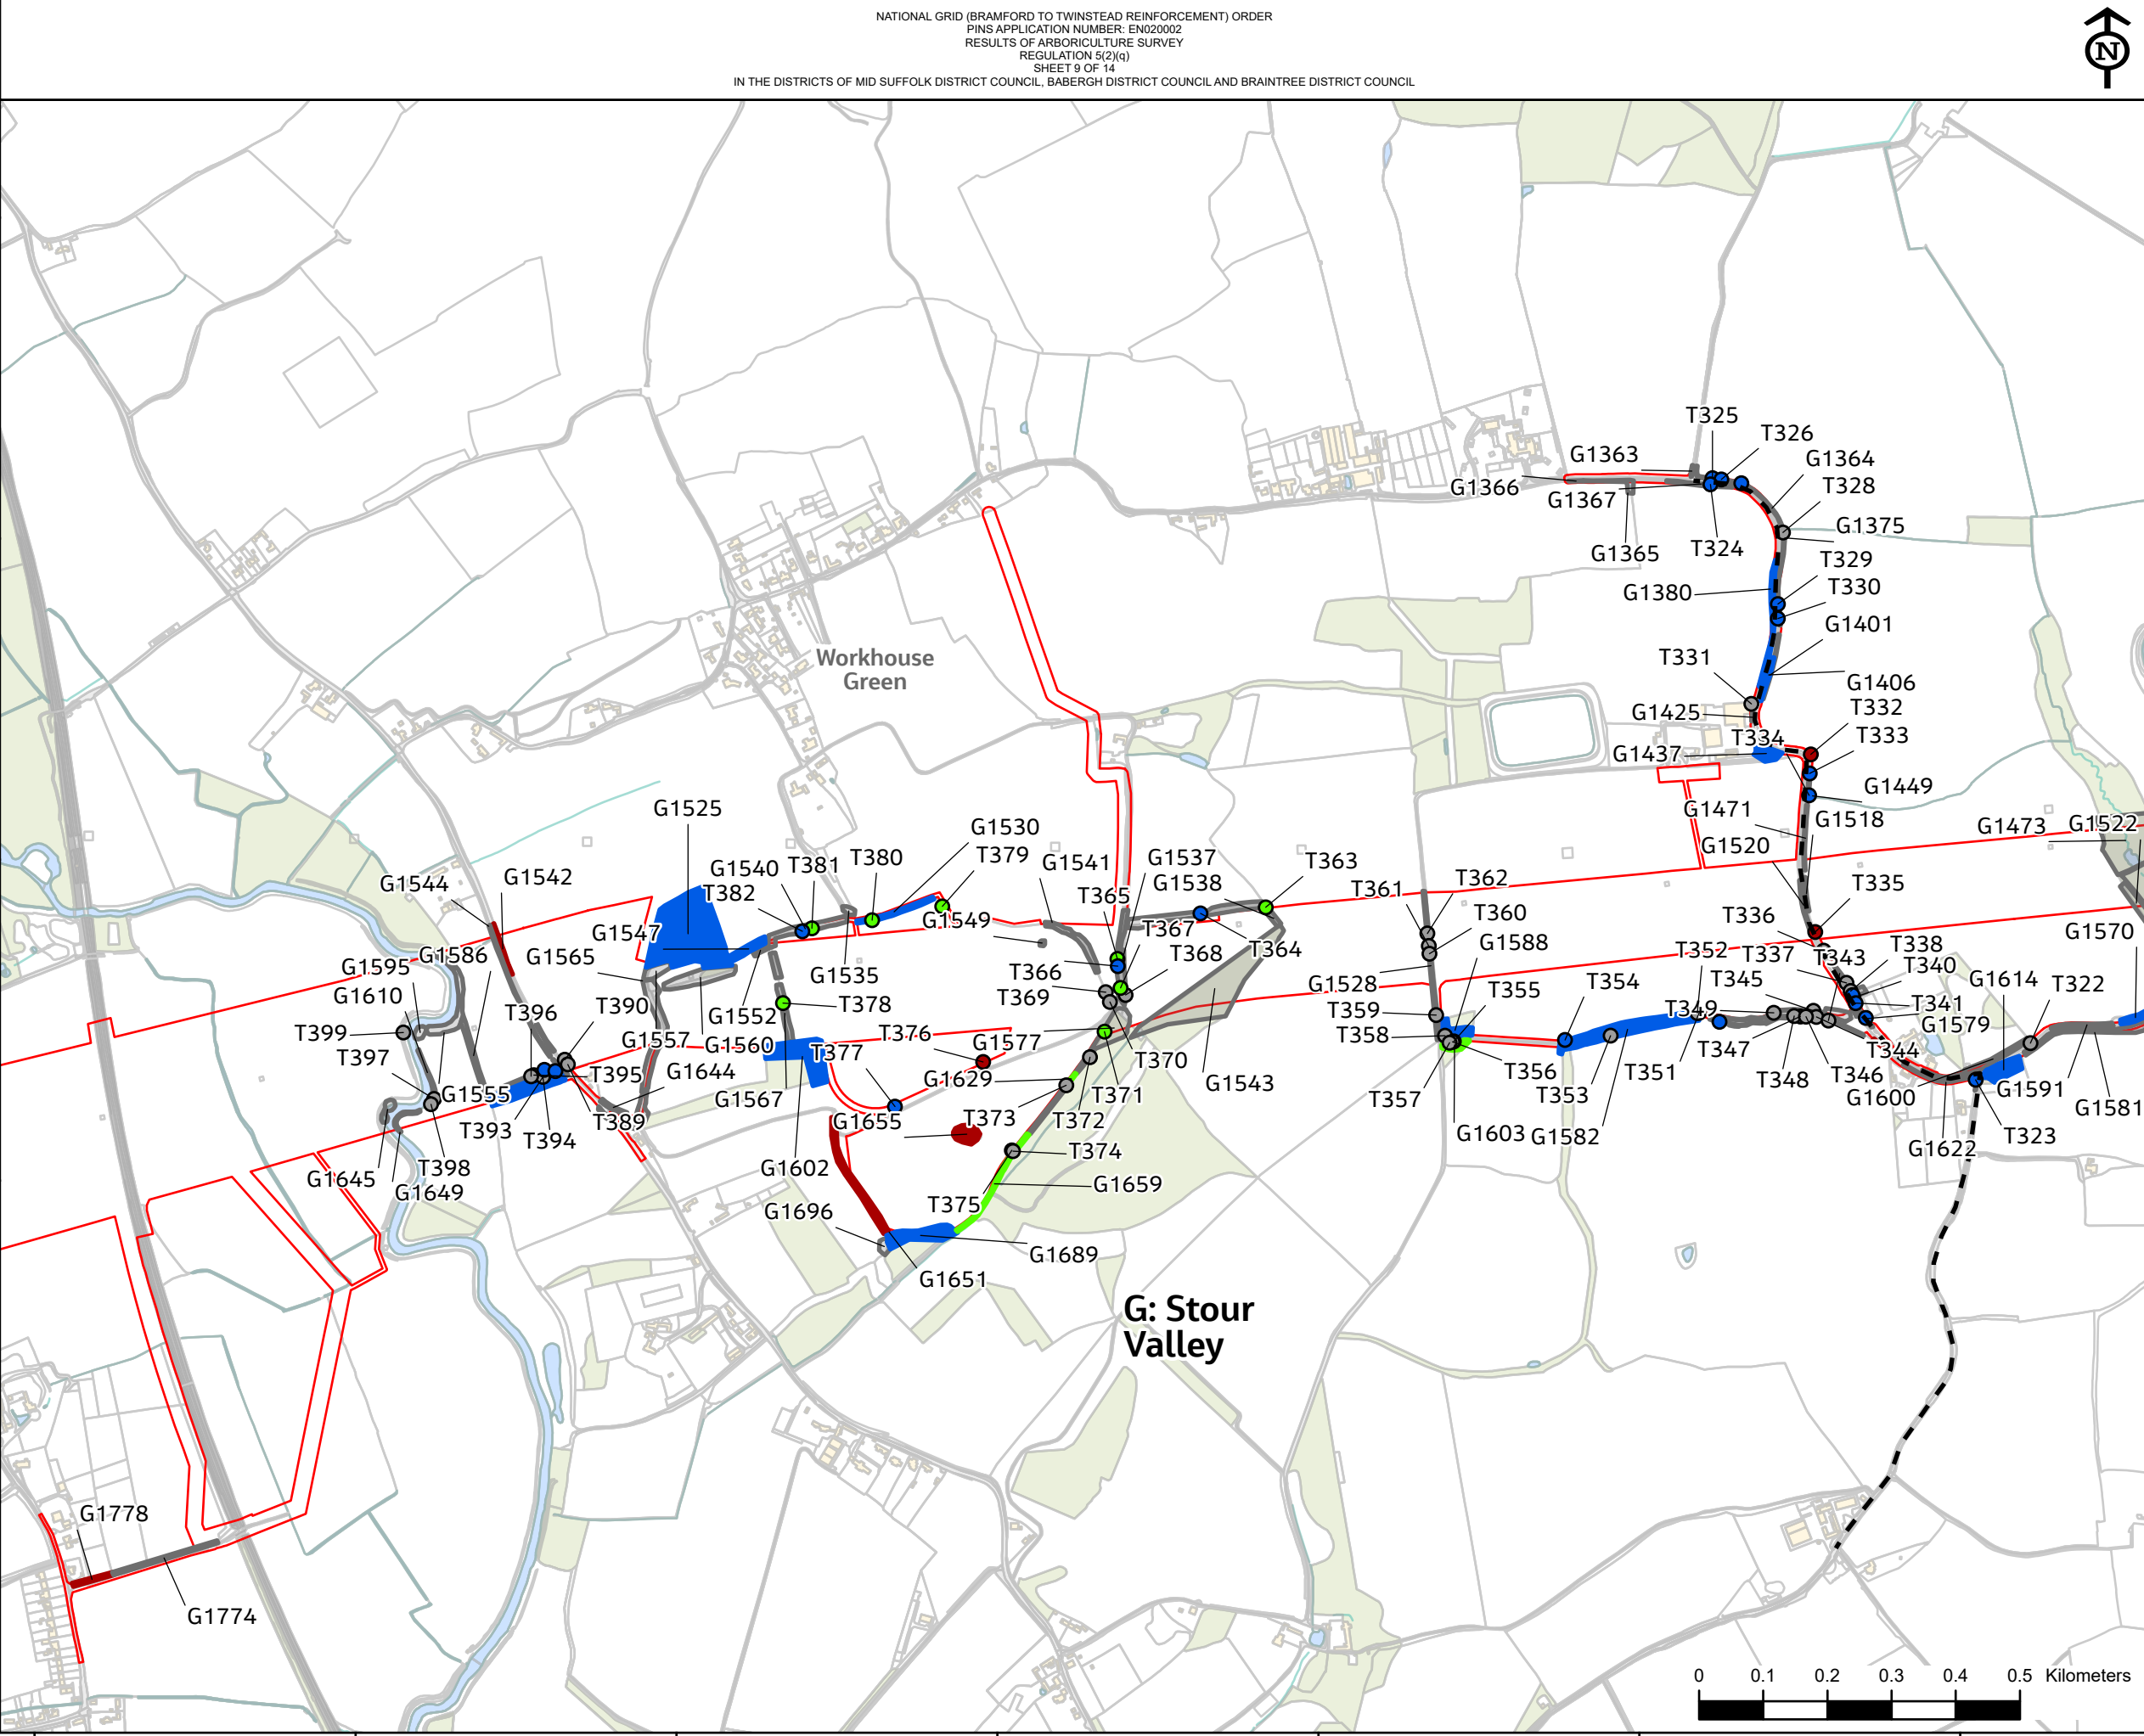 NATIONAL GRID (BRAMFORD TO TWINSTEAD REINFORCEMENT) ORDER
PINS APPLICATION NUMBER: EN020002
RESULTS OF ARBORICULTURE SURVEY
REGULATION 5(2)(q)
SHEET 9 OF 14
IN THE DISTRICTS OF MID SUFFOLK DISTRICT COUNCIL, BABERGH DISTRICT COUNCIL AND BRAINTREE DISTRICT COUNCIL
N
T325
T326
G1363
G1364
G1366
T328
G1367
G1375
G1365
T324
T329
T330
G1380
G1401
T331
Workhouse
Green
G1406
T332
G1425
T334
T333
G1437
G1449
G1525
G1471
G1518
G1530
G1473
G1522
G1520
T379
G1540
T381
T380
G1541
G1537
T363
G1538
G1544
G1542
T382
T365
T361
T362
T335
G1549
T360
T336
G1547
T367
G1570
G1586
G1565
T368
T364
G1588
T352
T337
T343
T338
G1595
G1535
T366
T340
G1610
T369
G1528
T354
T345
G1614
T322
T396
T390
T378
T355
T399
G1552
T359
T349
T341
G1557
G1560
T376
G1577
T358
G1579
T397
T377
T370
T347
T344
G1555
T395
G1644
G1629
G1543
T356
T351
T348
T346
G1567
T371
T357
T353
G1600
G1591
T393
T394
T389
G1655
T373
T372
G1603
G1582
G1581
T323
G1645
T398
G1602
T374
G1622
G1649
G1659
G1696
T375
G1689
G1651
G: Stour
Valley
G1778
G1774
0 0.1 0.2 0.3 0.4 0.5 Kilometers